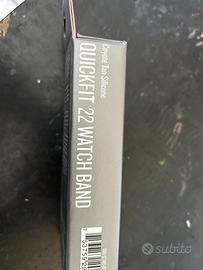 Coyote Tan Silicone
QUICKFIT 22 WATCH BAND
subito